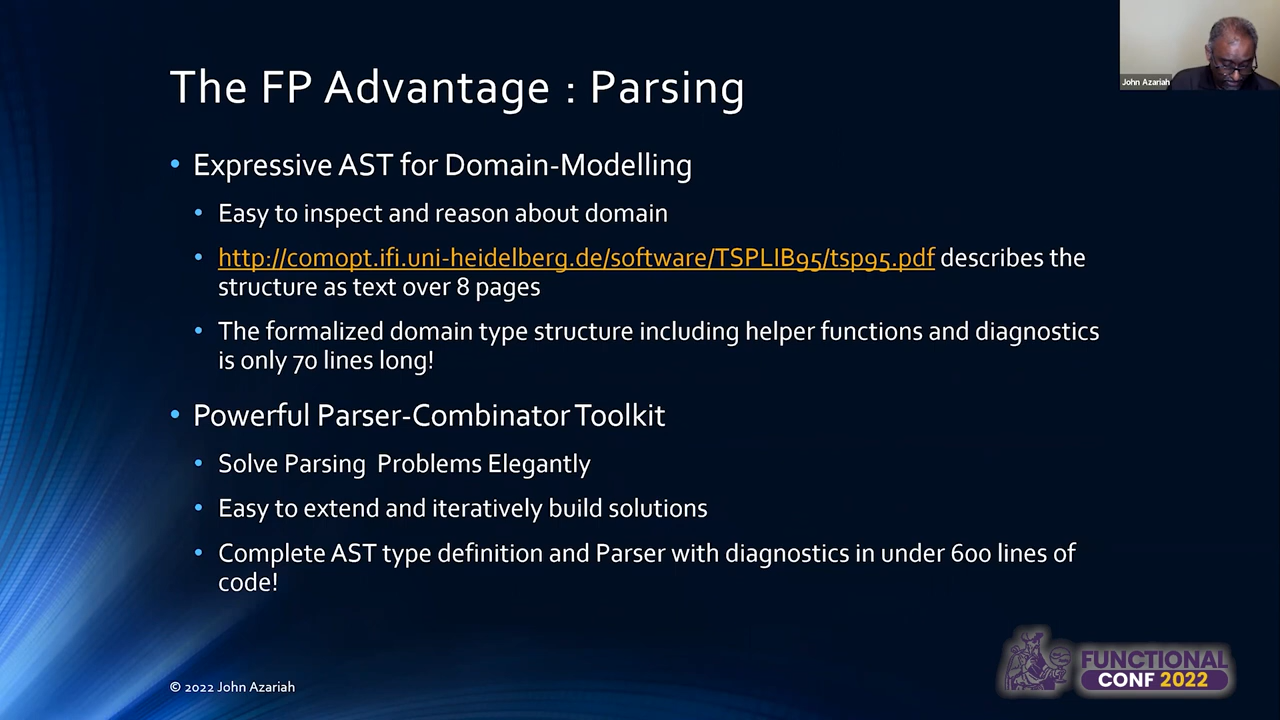 John Azariah
The FP Advantage : Parsing
• Expressive AST for Domain-Modelling
• Easy to inspect and reason about domain
• http://comopt.ifi.uni-heidelberg.de/software/TSPLIB95/tsp95.pdf describes the
structure as text over 8 pages
• The formalized domain type structure including helper functions and diagnostics
is only 70 lines long!
• Powerful Parser-Combinator Toolkit
• Solve Parsing  Problems Elegantly
• Easy to extend and iteratively build solutions
• Complete AST type definition and Parser with diagnostics in under 600 lines of
code!
© 2022 John Azariah
FUNCTIONAL
CONF 2022